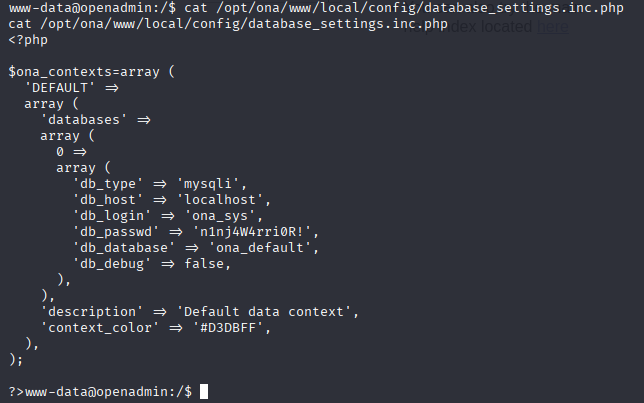 www-data@openadmin:/$ cat /opt/ona/www/local/config/database_settings.inc.php
cat /opt/ona/www/local/config/database_settings.inc.php
<?php

$ona_contexts=array (
  'DEFAULT' =>
  array (
    'databases' =>
    array (
      0 =>
      array (
        'db_type' => 'mysqli',
        'db_host' => 'localhost',
        'db_login' => 'ona_sys',
        'db_passwd' => 'n1nj4W4rri0R!',
        'db_database' => 'ona_default',
        'db_debug' => false,
      ),
    ),
    'description' => 'Default data context',
    'context_color' => '#D3DBFF',
  ),
);

?>www-data@openadmin:/$